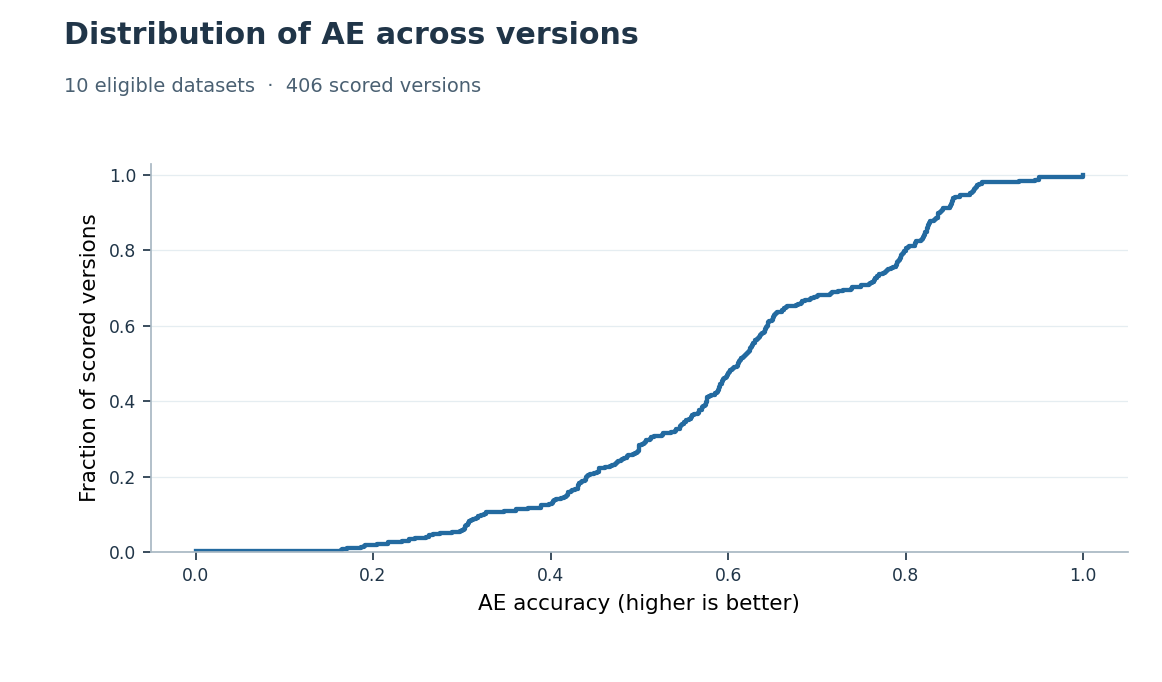 Distribution of AE across versions
10 eligible datasets · 406 scored versions
Fraction of scored versions
1.0
0.8
0.6
0.4
0.2
0.0
0.0 0.2 0.4 0.6 0.8 1.0
AE accuracy (higher is better)